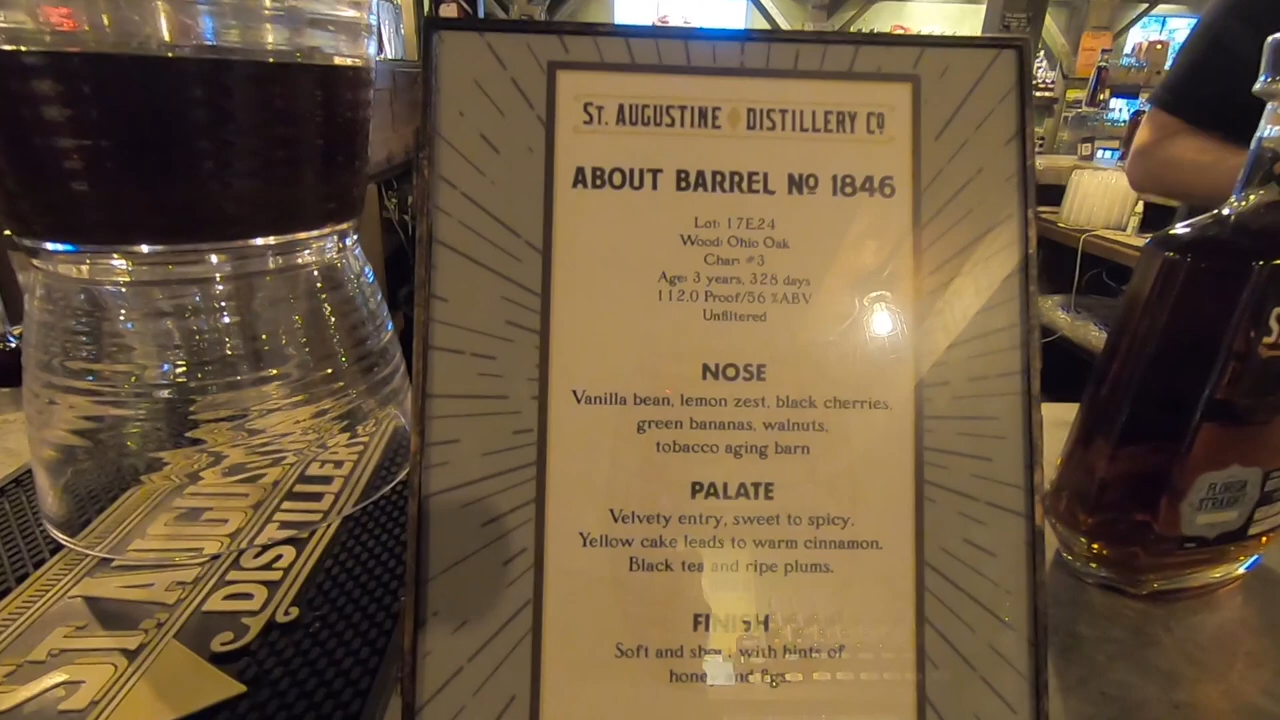 ST. AUGUSTINE DISTILLERY Cº
ABOUT BARREL Nº 1846
Lot: 17E24
Wood: Ohio Oak
Char: #3
Age: 3 years, 328 days
112.0 Proof/56 %ABV
Unfiltered
NOSE
Vanilla bean, lemon zest, black cherries,
green bananas, walnuts,
tobacco aging barn
PALATE
Velvety entry, sweet to spicy.
Yellow cake leads to warm cinnamon.
Black tea and ripe plums.
FINISH
Soft and short with hints of
honey and figs.
ST. AUGUSTINE
DISTILLERY
FLORIDA
STRAIGHT